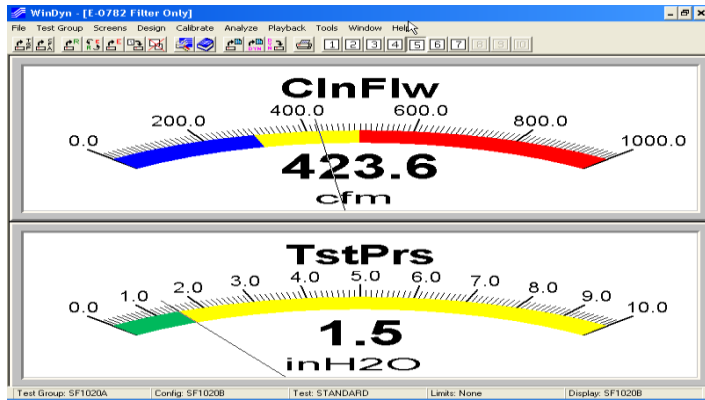 WinDyn - [E-0782 Filter Only]
File Test Group Screens Design Calibrate Analyze Playback Tools Window Help
1 2 3 4 5 6 7 8 9 10
ClnFlw
0.0 200.0 400.0 600.0 800.0 1000.0
423.6
cfm
TstPrs
0.0 1.0 2.0 3.0 4.0 5.0 6.0 7.0 8.0 9.0 10.0
1.5
inH2O
Test Group: SF1020A Config: SF1020B Test: STANDARD Limits: None Display: SF1020B